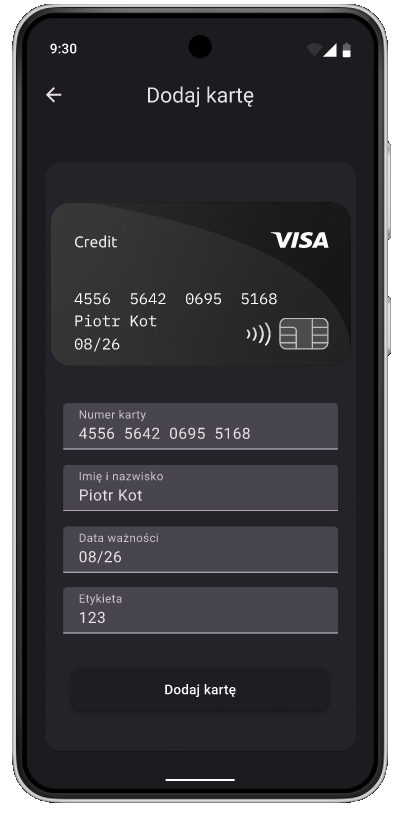 9:30
Dodaj kartę
Credit VISA
4556 5642 0695 5168
Piotr Kot
08/26
Numer karty
4556 5642 0695 5168
Imię i nazwisko
Piotr Kot
Data ważności
08/26
Etykieta
123
Dodaj kartę